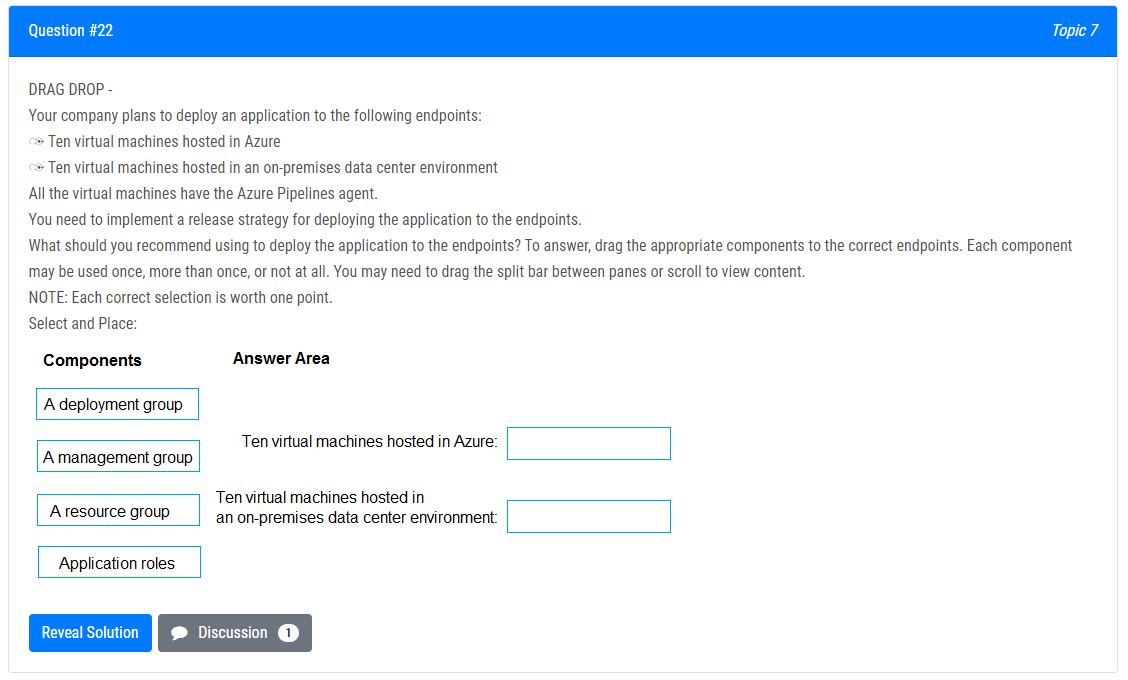 Question #22
Topic 7
DRAG DROP -
Your company plans to deploy an application to the following endpoints:
Ten virtual machines hosted in Azure
Ten virtual machines hosted in an on-premises data center environment
All the virtual machines have the Azure Pipelines agent.
You need to implement a release strategy for deploying the application to the endpoints.
What should you recommend using to deploy the application to the endpoints? To answer, drag the appropriate components to the correct endpoints. Each component
may be used once, more than once, or not at all. You may need to drag the split bar between panes or scroll to view content.
NOTE: Each correct selection is worth one point.
Select and Place:
Components
Answer Area
A deployment group
A management group
A resource group
Application roles
Ten virtual machines hosted in Azure:
Ten virtual machines hosted in
an on-premises data center environment:
Reveal Solution
Discussion 1